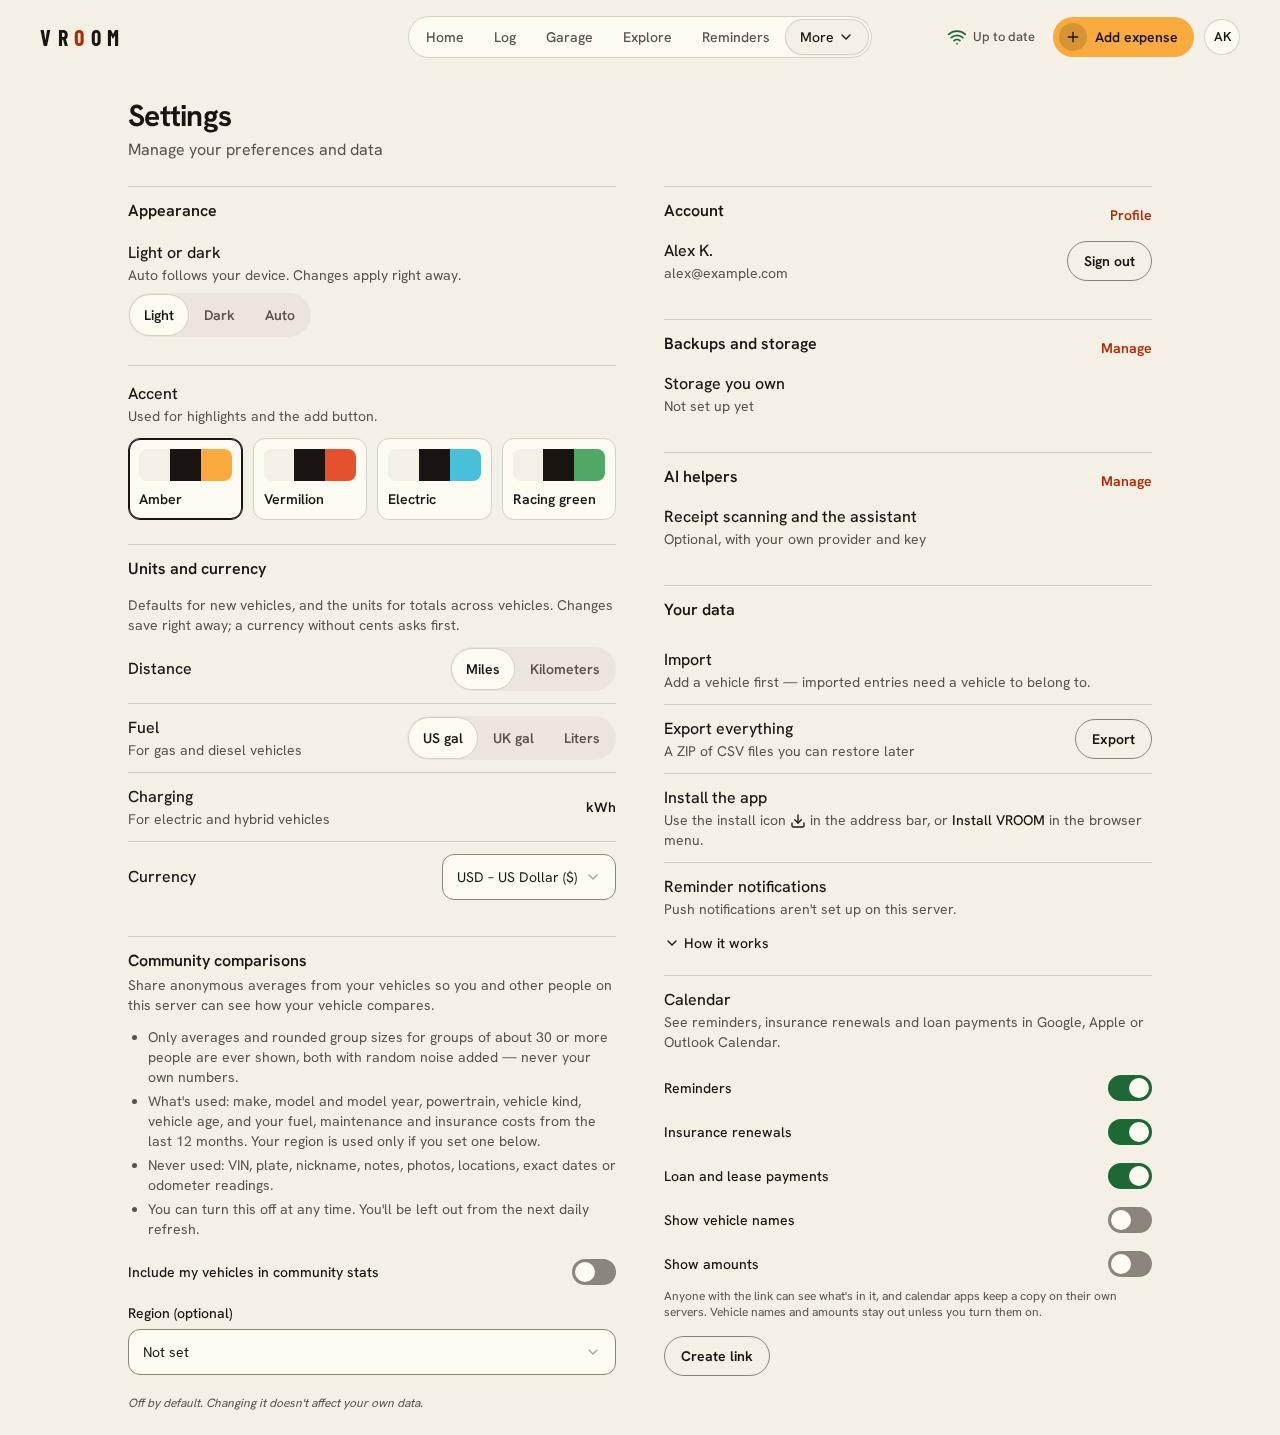 VROOM
Home Log Garage Explore Reminders More
Up to date
Add expense
AK
Settings
Manage your preferences and data
Appearance
Light or dark
Auto follows your device. Changes apply right away.
Light Dark Auto
Accent
Used for highlights and the add button.
Amber Vermilion Electric Racing green
Units and currency
Defaults for new vehicles, and the units for totals across vehicles. Changes
save right away; a currency without cents asks first.
Distance
Miles Kilometers
Fuel
For gas and diesel vehicles
US gal UK gal Liters
Charging
For electric and hybrid vehicles
kWh
Currency
USD – US Dollar ($)
Community comparisons
Share anonymous averages from your vehicles so you and other people on
this server can see how your vehicle compares.
• Only averages and rounded group sizes for groups of about 30 or more
people are ever shown, both with random noise added — never your
own numbers.
• What's used: make, model and model year, powertrain, vehicle kind,
vehicle age, and your fuel, maintenance and insurance costs from the
last 12 months. Your region is used only if you set one below.
• Never used: VIN, plate, nickname, notes, photos, locations, exact dates or
odometer readings.
• You can turn this off at any time. You'll be left out from the next daily
refresh.
Include my vehicles in community stats
Region (optional)
Not set
Off by default. Changing it doesn't affect your own data.
Account
Profile
Alex K.
alex@example.com
Sign out
Backups and storage
Manage
Storage you own
Not set up yet
AI helpers
Manage
Receipt scanning and the assistant
Optional, with your own provider and key
Your data
Import
Add a vehicle first — imported entries need a vehicle to belong to.
Export everything
A ZIP of CSV files you can restore later
Export
Install the app
Use the install icon in the address bar, or Install VROOM in the browser
menu.
Reminder notifications
Push notifications aren't set up on this server.
How it works
Calendar
See reminders, insurance renewals and loan payments in Google, Apple or
Outlook Calendar.
Reminders
Insurance renewals
Loan and lease payments
Show vehicle names
Show amounts
Anyone with the link can see what's in it, and calendar apps keep a copy on their own
servers. Vehicle names and amounts stay out unless you turn them on.
Create link